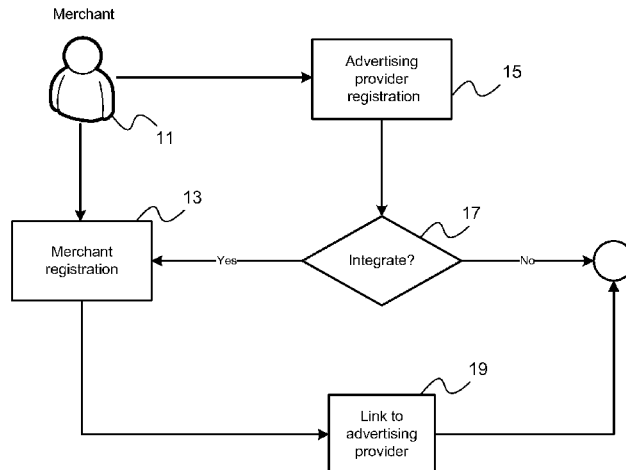 Merchant
Advertising
provider
registration
15
11
13
17
Merchant
registration
Yes
Integrate?
No
19
Link to
advertising
provider